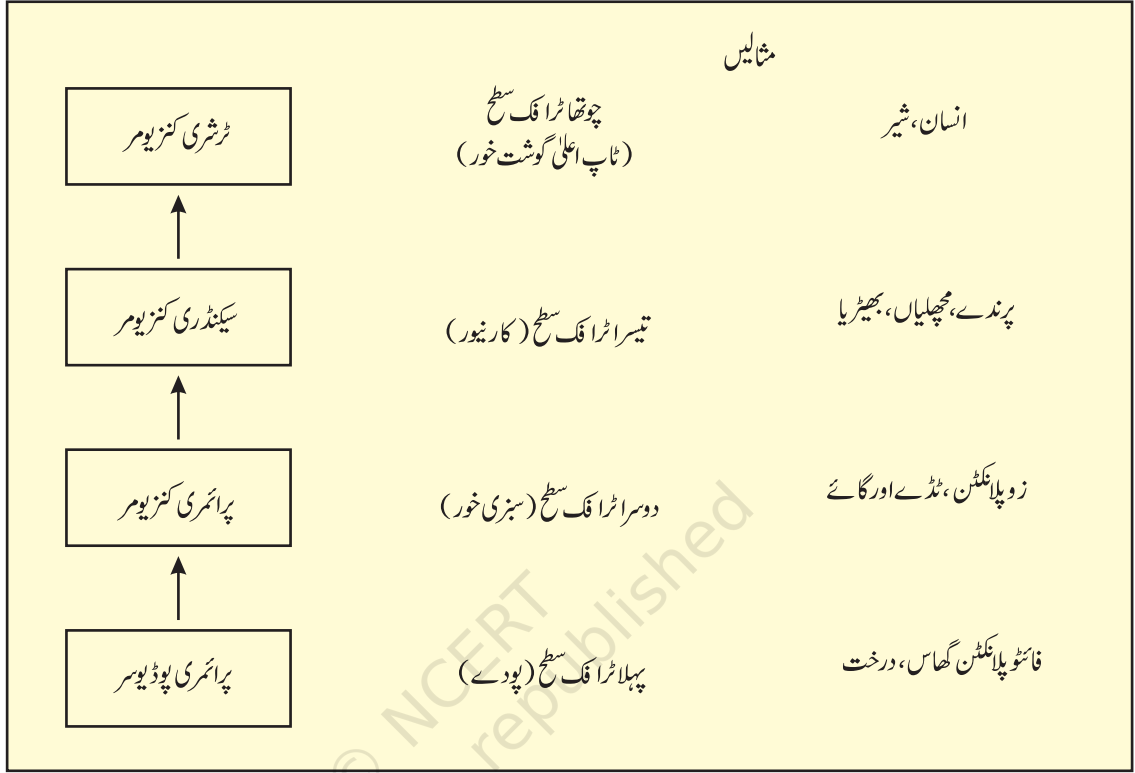 مثالیں
ٹرشری کنزیومر
چوتھا ٹرافک سطح
(ٹاپ اعلیٰ گوشت خور)
انسان، شیر
سیکنڈری کنزیومر
تیسرا ٹرافک سطح (کارنیور)
پرندے، مچھلیاں، بھیڑیا
پرائمری کنزیومر
دوسرا ٹرافک سطح (سبزی خور)
زوپلانکٹن، ٹڈے اور گائے
پرائمری پوڈیوسر
پہلا ٹرافک سطح (پودے)
فائٹوپلانکٹن گھاس، درخت
© NCERT
republished